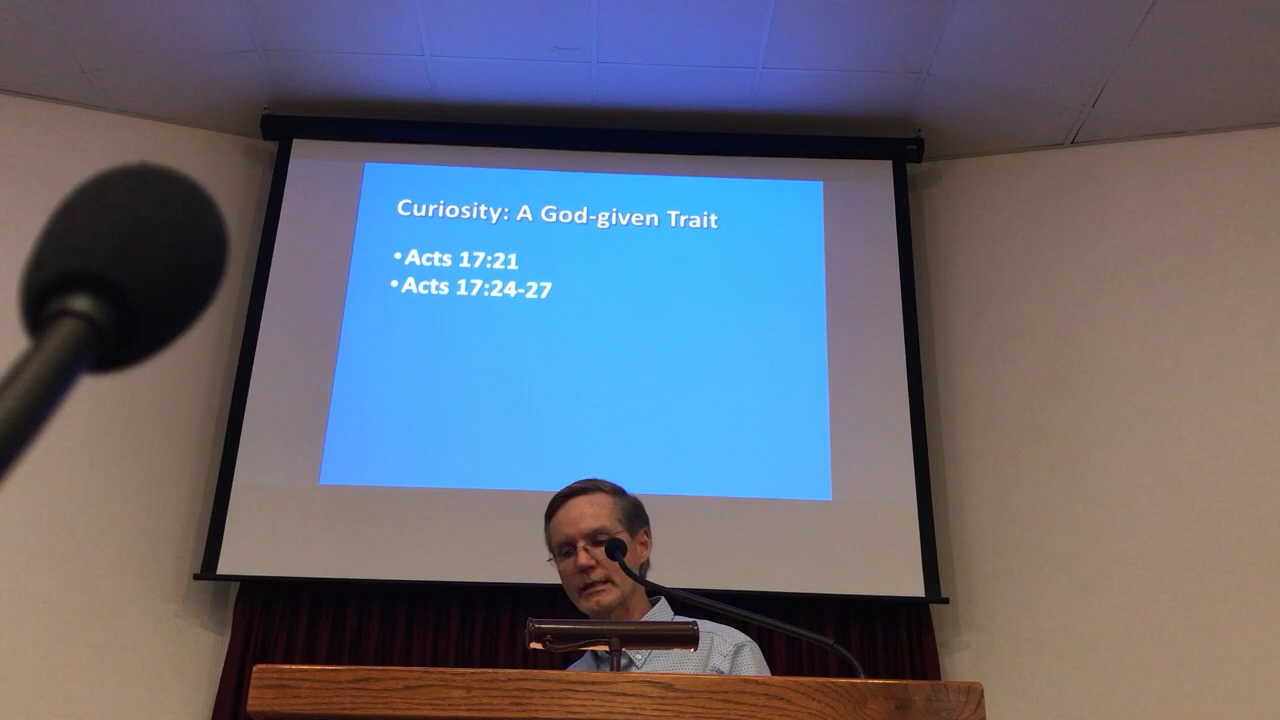 Curiosity: A God-given Trait
•Acts 17:21
•Acts 17:24-27